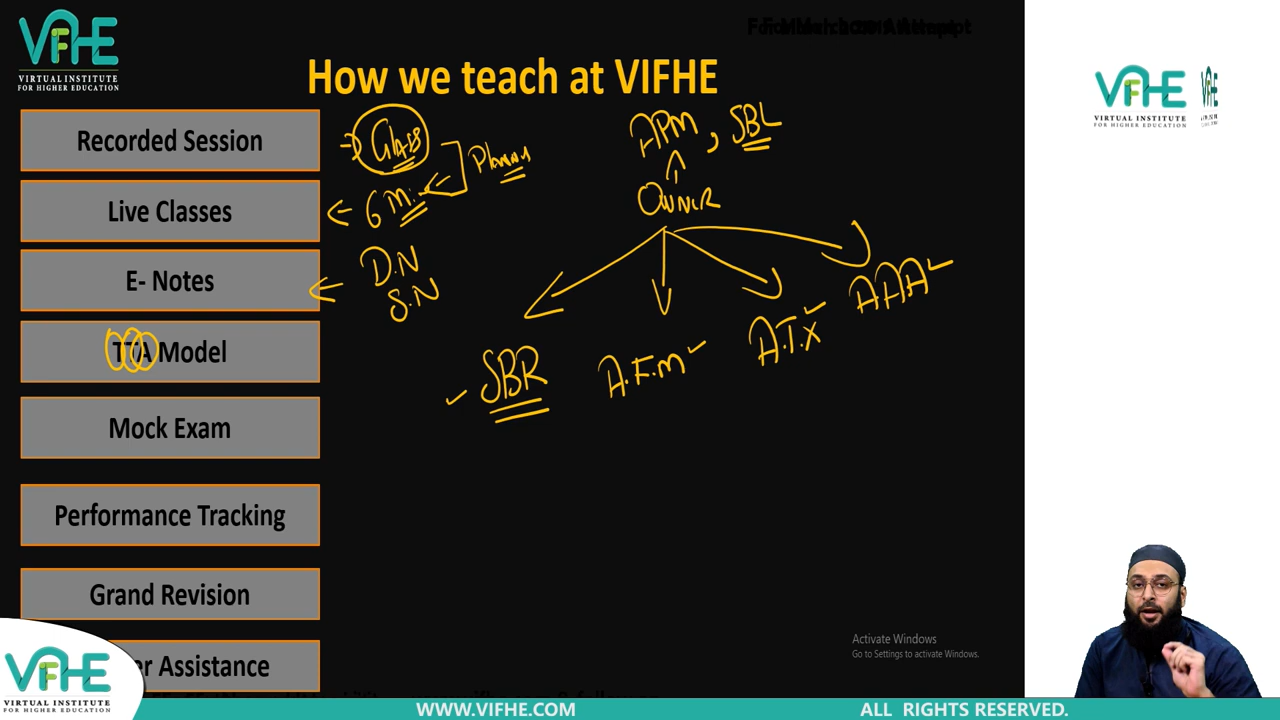 VIFHE
VIRTUAL INSTITUTE
FOR HIGHER EDUCATION
How we teach at VIFHE
VIFHE
VIRTUAL INSTITUTE
FOR HIGHER EDUCATION
Recorded Session
Live Classes
6 M.
E- Notes
D.N
S.N
TTA Model
Mock Exam
Performance Tracking
Grand Revision
er Assistance
APM, SBL
OWNER
SBR
A.F.M
A.T.X
AAA
Activate Windows
Go to Settings to activate Windows.
VIFHE
VIRTUAL INSTITUTE
FOR HIGHER EDUCATION
WWW.VIFHE.COM
ALL RIGHTS RESERVED.